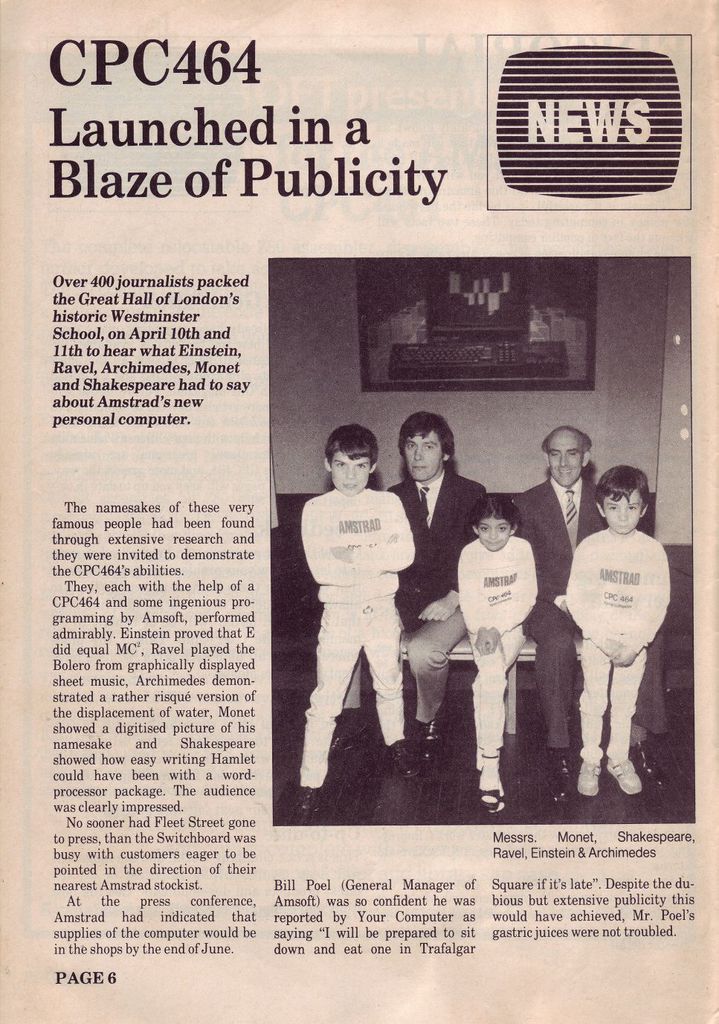 CPC464
Launched in a
Blaze of Publicity
NEWS
Over 400 journalists packed
the Great Hall of London's
historic Westminster
School, on April 10th and
11th to hear what Einstein,
Ravel, Archimedes, Monet
and Shakespeare had to say
about Amstrad's new
personal computer.
The namesakes of these very
famous people had been found
through extensive research and
they were invited to demonstrate
the CPC464's abilities.
They, each with the help of a
CPC464 and some ingenious pro-
gramming by Amsoft, performed
admirably. Einstein proved that E
did equal MC², Ravel played the
Bolero from graphically displayed
sheet music, Archimedes demon-
strated a rather risqué version of
the displacement of water, Monet
showed a digitised picture of his
namesake and Shakespeare
showed how easy writing Hamlet
could have been with a word-
processor package. The audience
was clearly impressed.
No sooner had Fleet Street gone
to press, than the Switchboard was
busy with customers eager to be
pointed in the direction of their
nearest Amstrad stockist.
At the press conference,
Amstrad had indicated that
supplies of the computer would be
in the shops by the end of June.
AMSTRAD
AMSTRAD
CPC 464
AMSTRAD
CPC 464
Messrs. Monet, Shakespeare,
Ravel, Einstein & Archimedes
Bill Poel (General Manager of
Amsoft) was so confident he was
reported by Your Computer as
saying "I will be prepared to sit
down and eat one in Trafalgar
Square if it's late". Despite the du-
bious but extensive publicity this
would have achieved, Mr. Poel's
gastric juices were not troubled.
PAGE 6